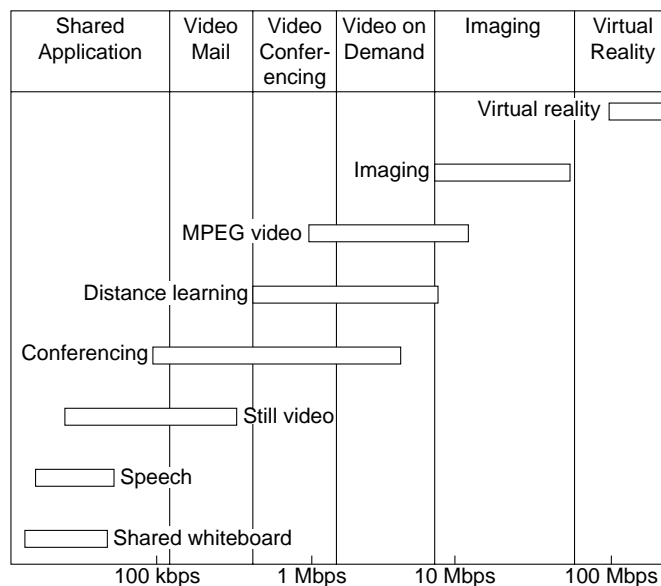 Shared
Application
Video
Mail
Video
Confer-
encing
Video on
Demand
Imaging
Virtual
Reality
Virtual reality
Imaging
MPEG video
Distance learning
Conferencing
Still video
Speech
Shared whiteboard
100 kbps
1 Mbps
10 Mbps
100 Mbps